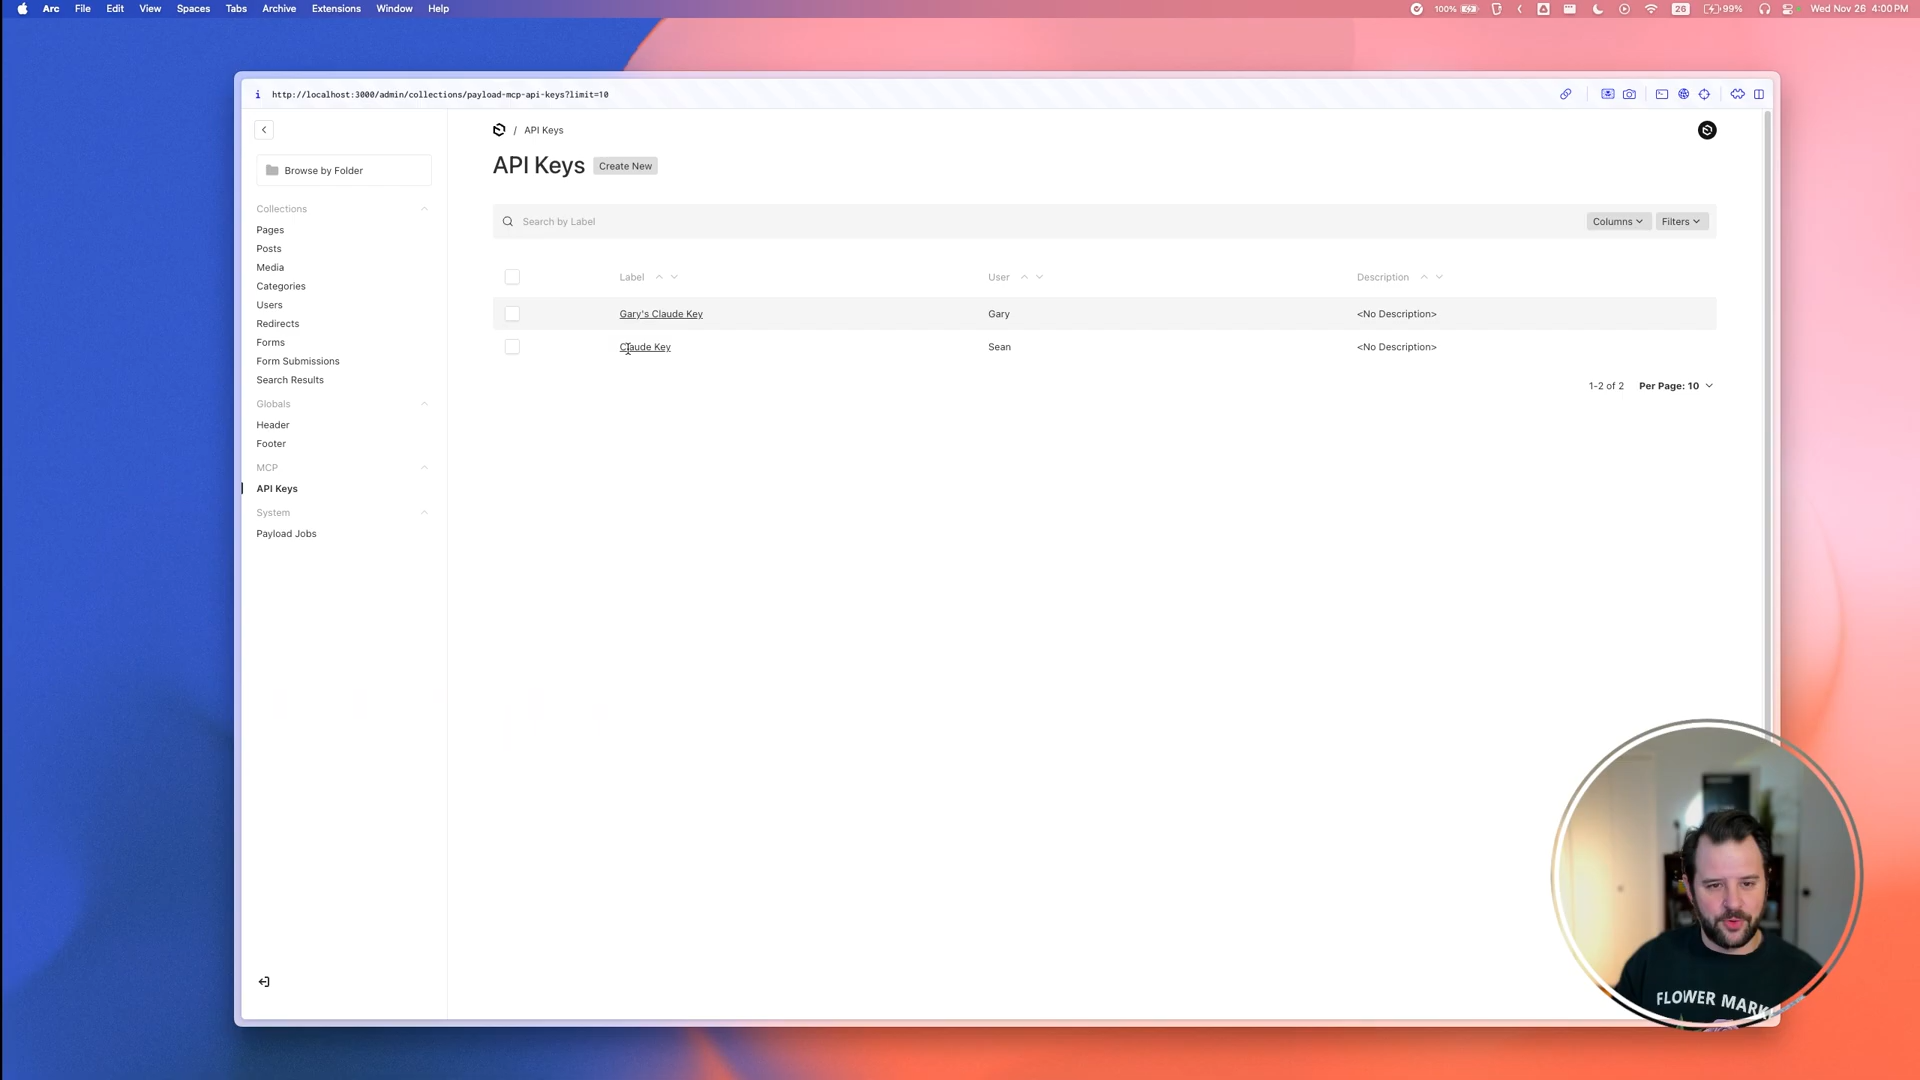 Arc File Edit View Spaces Tabs Archive Extensions Window Help 100% 26 99% Wed Nov 26 4:00 PM
http://localhost:3000/admin/collections/payload-mcp-api-keys?limit=10
/ API Keys
API Keys Create New
Browse by Folder
Collections
Pages
Posts
Media
Categories
Users
Redirects
Forms
Form Submissions
Search Results
Globals
Header
Footer
MCP
API Keys
System
Payload Jobs
Search by Label Columns Filters
Label User Description
Gary's Claude Key Gary <No Description>
Claude Key Sean <No Description>
1-2 of 2 Per Page: 10
FLOWER MARK